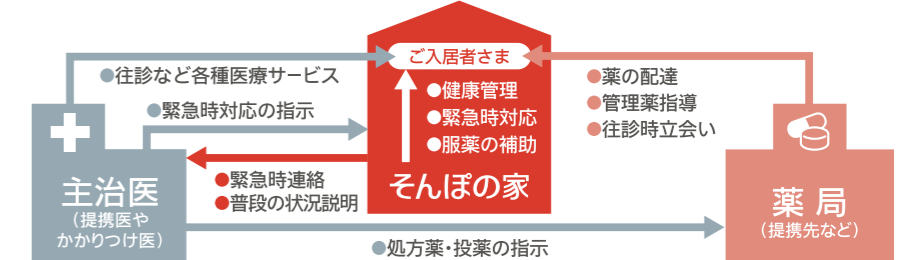 ご入居者さま
●往診など各種医療サービス
●緊急時対応の指示
●健康管理
●緊急時対応
●服薬の補助
そんぽの家
●薬の配達
●管理薬指導
●往診時立会い
主治医
（提携医や
かかりつけ医）
●緊急時連絡
●普段の状況説明
薬局
（提携先など）
●処方薬・投薬の指示